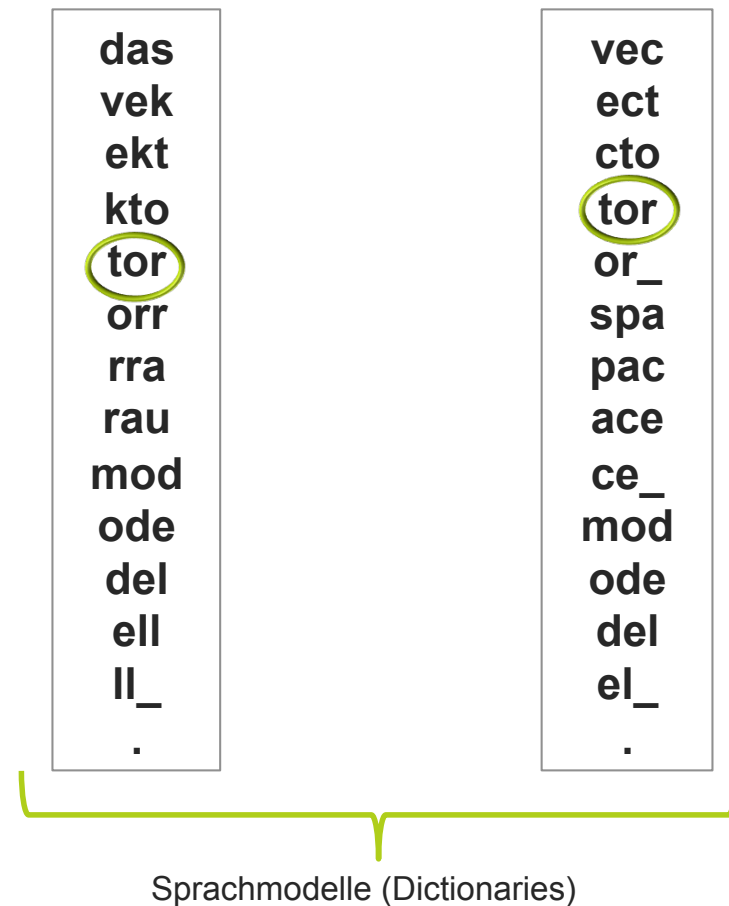 das
vek
ekt
kto
tor
orr
rra
rau
mod
ode
del
ell
ll_
.
vec
ect
cto
tor
or_
spa
pac
ace
ce_
mod
ode
del
el_
.
Sprachmodelle (Dictionaries)